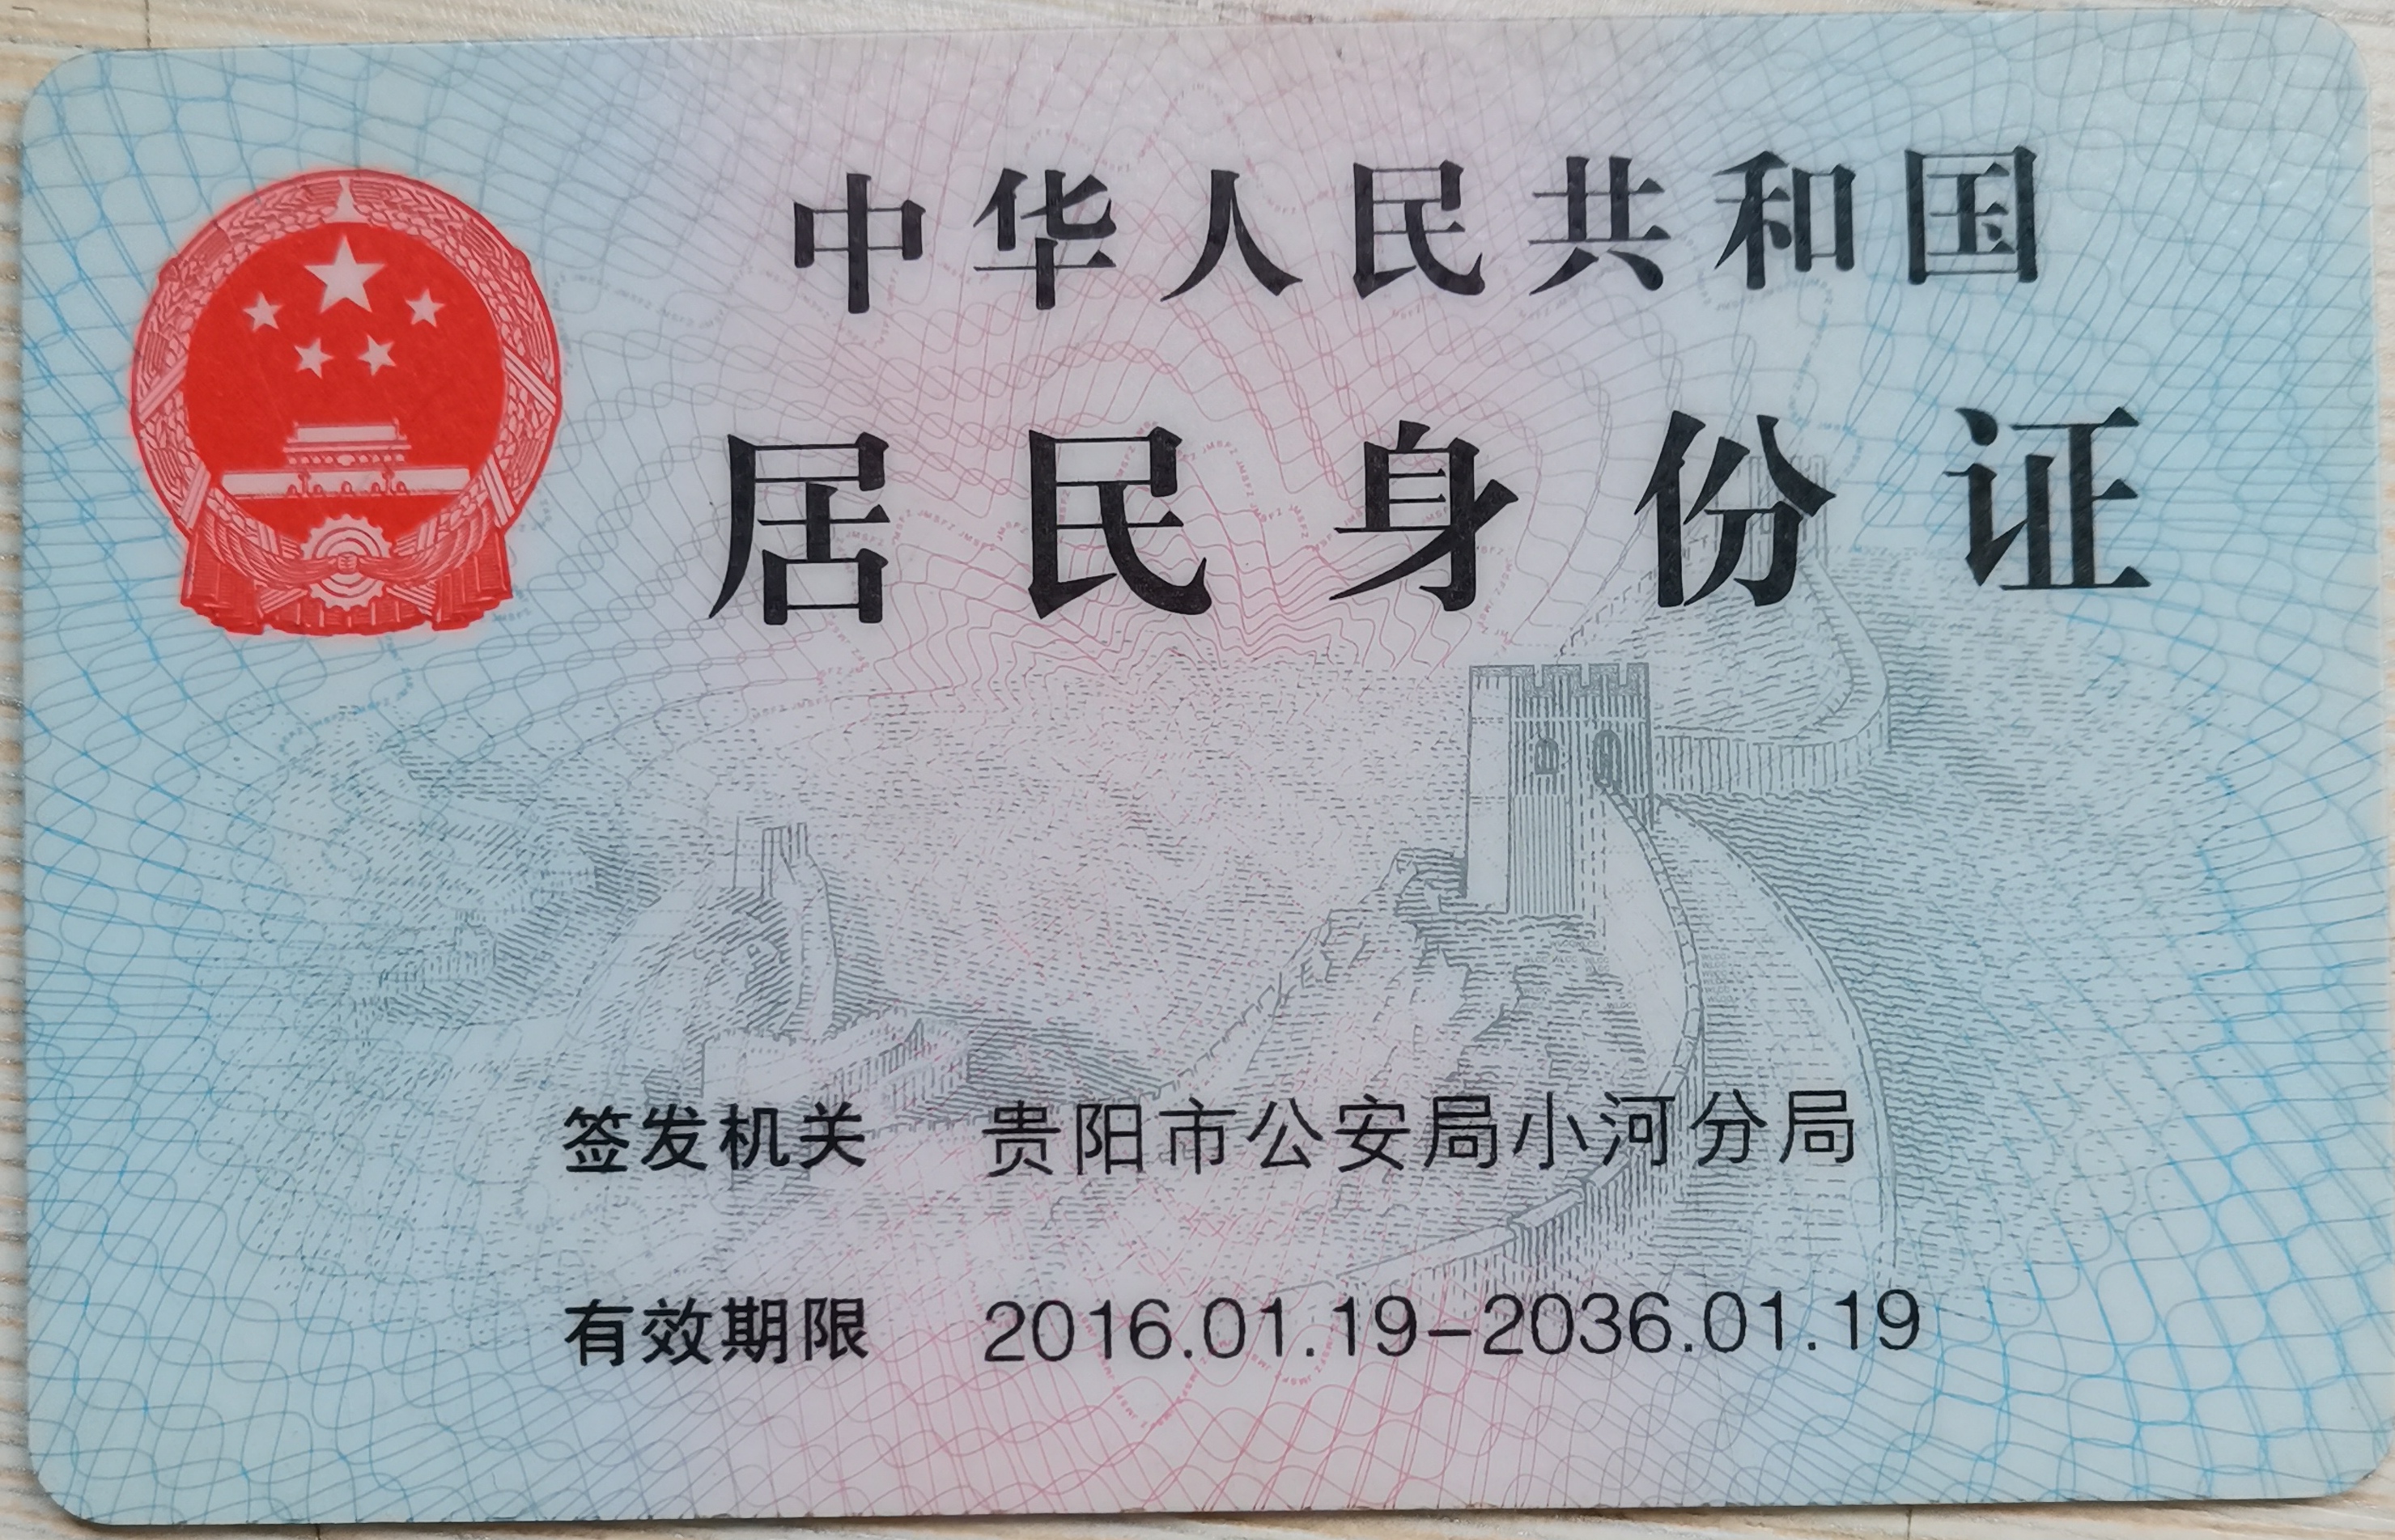 中华人民共和国
居民身份证
签发机关 贵阳市公安局小河分局
有效期限 2016.01.19-2036.01.19